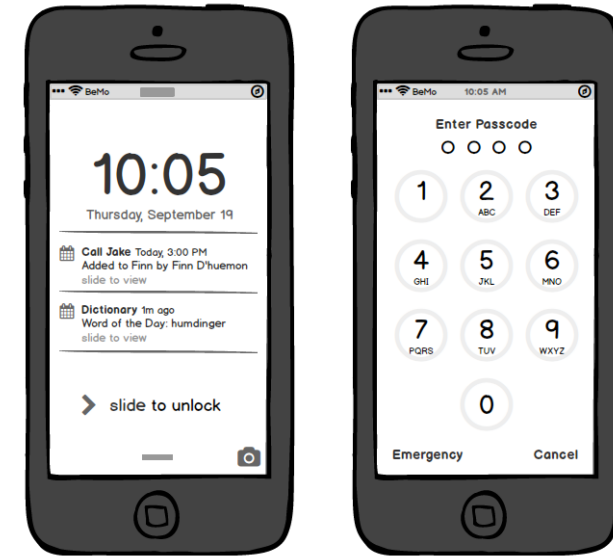 BeMo
10:05
Thursday, September 19
Call Jake Today, 3:00 PM
Added to Finn by Finn D'huemon
slide to view
Dictionary 1m ago
Word of the Day: humdinger
slide to view
slide to unlock
BeMo 10:05 AM
Enter Passcode
1 2 3
ABC DEF
4 5 6
GHI JKL MNO
7 8 9
PQRS TUV WXYZ
0
Emergency Cancel